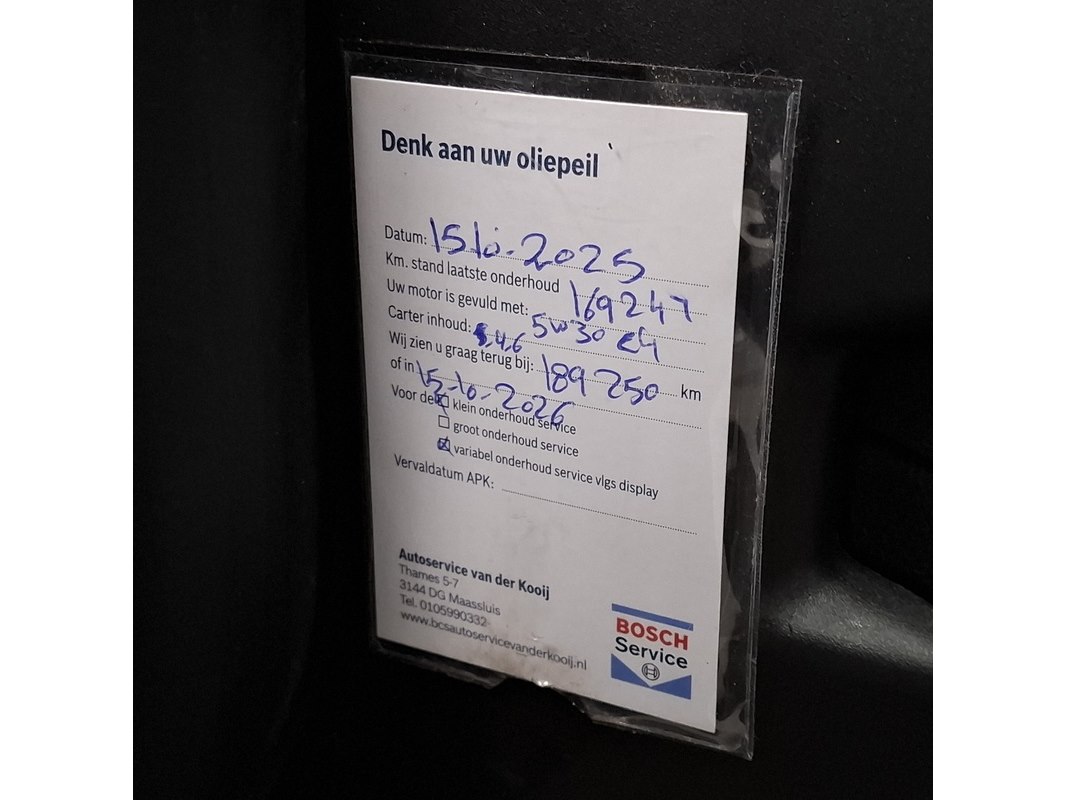 Denk aan uw oliepeil
Datum: 15 10-2025
Km. stand laatste onderhoud 169247
Uw motor is gevuld met: 5w30 c4
Carter inhoud: 4,6
Wij zien u graag terug bij: 189 250 km
of in 15-10-2026
Voor de klein onderhoud service
groot onderhoud service
variabel onderhoud service vlgs display
Vervaldatum APK:
Autoservice van der Kooij
Thames 5-7
3144 DG Maassluis
Tel. 0105990332
www.bcsautoservicevanderkooij.nl
BOSCH
Service